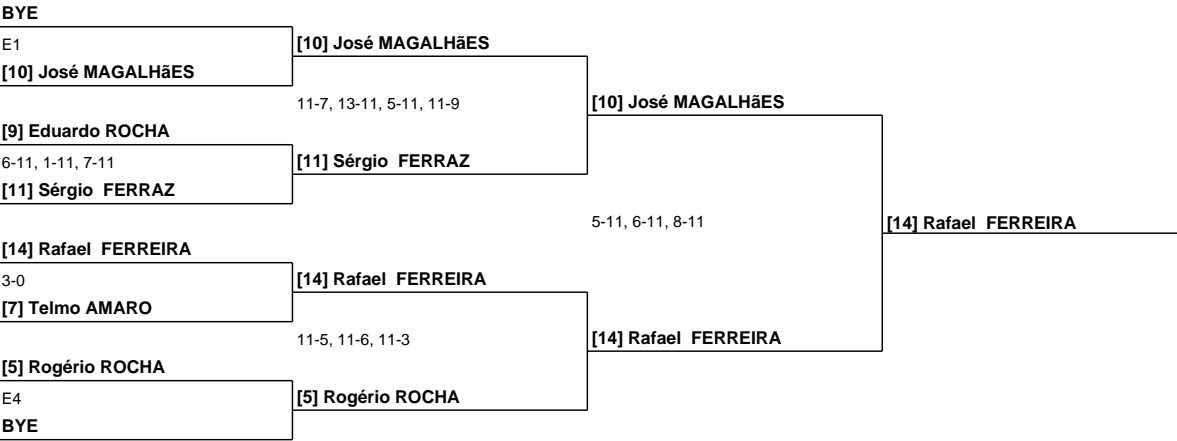 BYE
E1
[10] José MAGALHãES
[10] José MAGALHãES
11-7, 13-11, 5-11, 11-9
[10] José MAGALHãES
[9] Eduardo ROCHA
6-11, 1-11, 7-11
[11] Sérgio  FERRAZ
[11] Sérgio  FERRAZ
5-11, 6-11, 8-11
[14] Rafael  FERREIRA
[14] Rafael  FERREIRA
3-0
[14] Rafael  FERREIRA
[7] Telmo AMARO
11-5, 11-6, 11-3
[14] Rafael  FERREIRA
[5] Rogério ROCHA
E4
[5] Rogério ROCHA
BYE